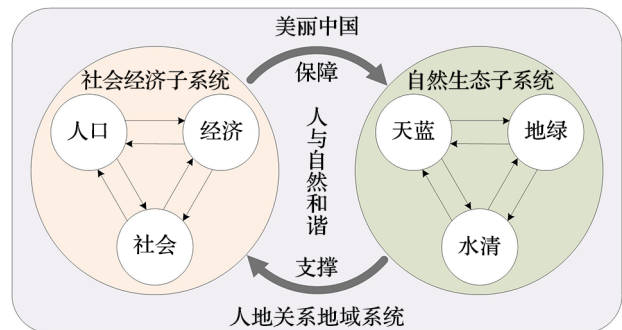 美丽中国
保障
社会经济子系统
自然生态子系统
人口
经济
社会
人与自然和谐
天蓝
地绿
水清
支撑
人地关系地域系统